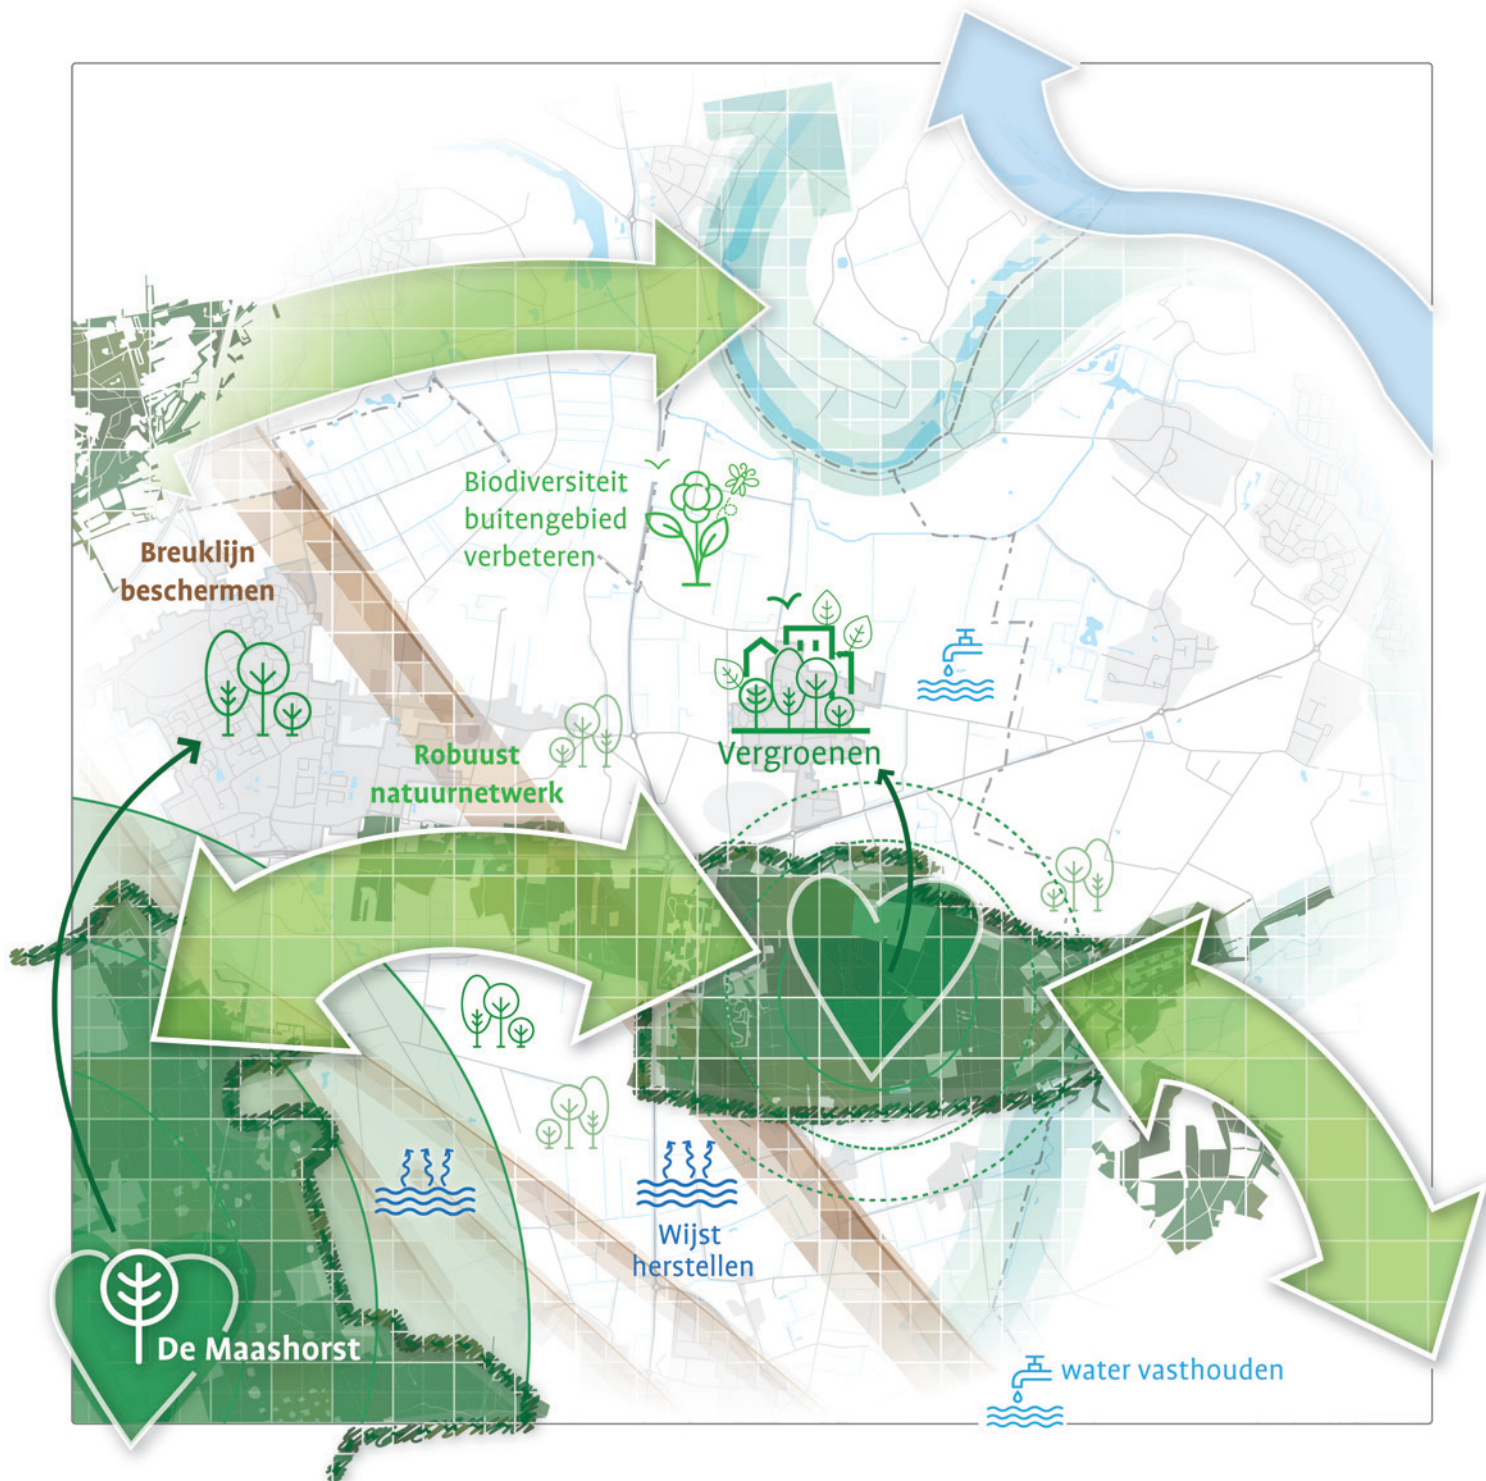 Biodiversiteit
buitengebied
verbeteren
Breuklijn
beschermen
Robuust
natuurnetwerk
Vergroenen
Wijst
herstellen
De Maashorst
water vasthouden